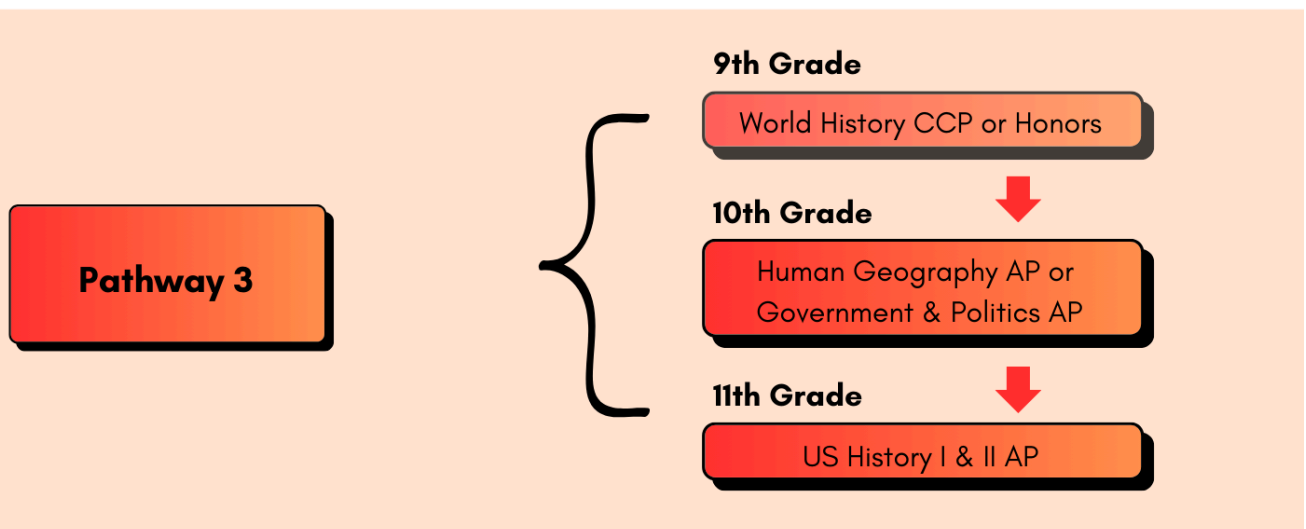 Pathway 3
9th Grade
World History CCP or Honors
10th Grade
Human Geography AP or
Government & Politics AP
11th Grade
US History I & II AP